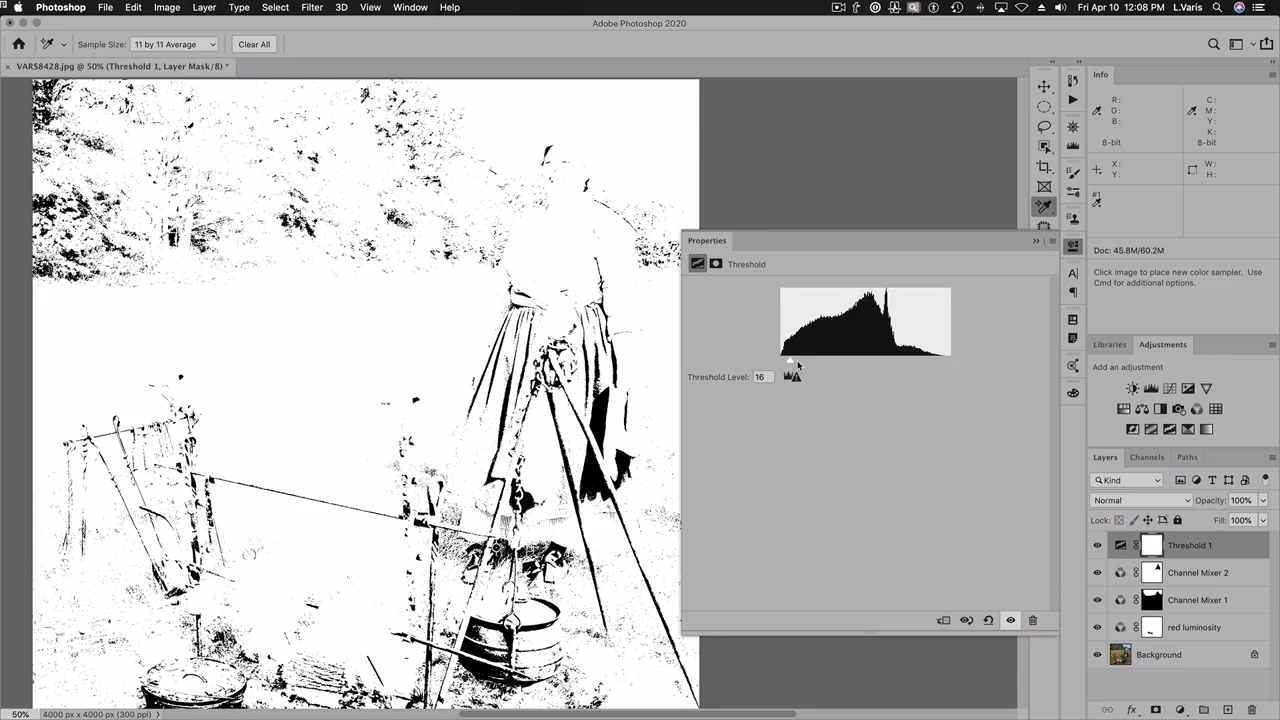 Photoshop File Edit Image Layer Type Select Filter 3D View Window Help Fri Apr 10 12:08 PM L.Varis
Adobe Photoshop 2020
Sample Size: 11 by 11 Average Clear All
× VARS8428.jpg @ 50% (Threshold 1, Layer Mask/8) *
Info
R: C:
G: M:
B: Y:
K:
8-bit 8-bit
X: W:
Y: H:
#1
Doc: 45.8M/60.2M
Click image to place new color sampler. Use
Cmd for additional options.
Properties
Threshold
Threshold Level: 16
Libraries Adjustments
Add an adjustment
Layers Channels Paths
Kind
Normal Opacity: 100%
Lock: Fill: 100%
Threshold 1
Channel Mixer 2
Channel Mixer 1
red luminosity
Background
50% 4000 px x 4000 px (300 ppi)